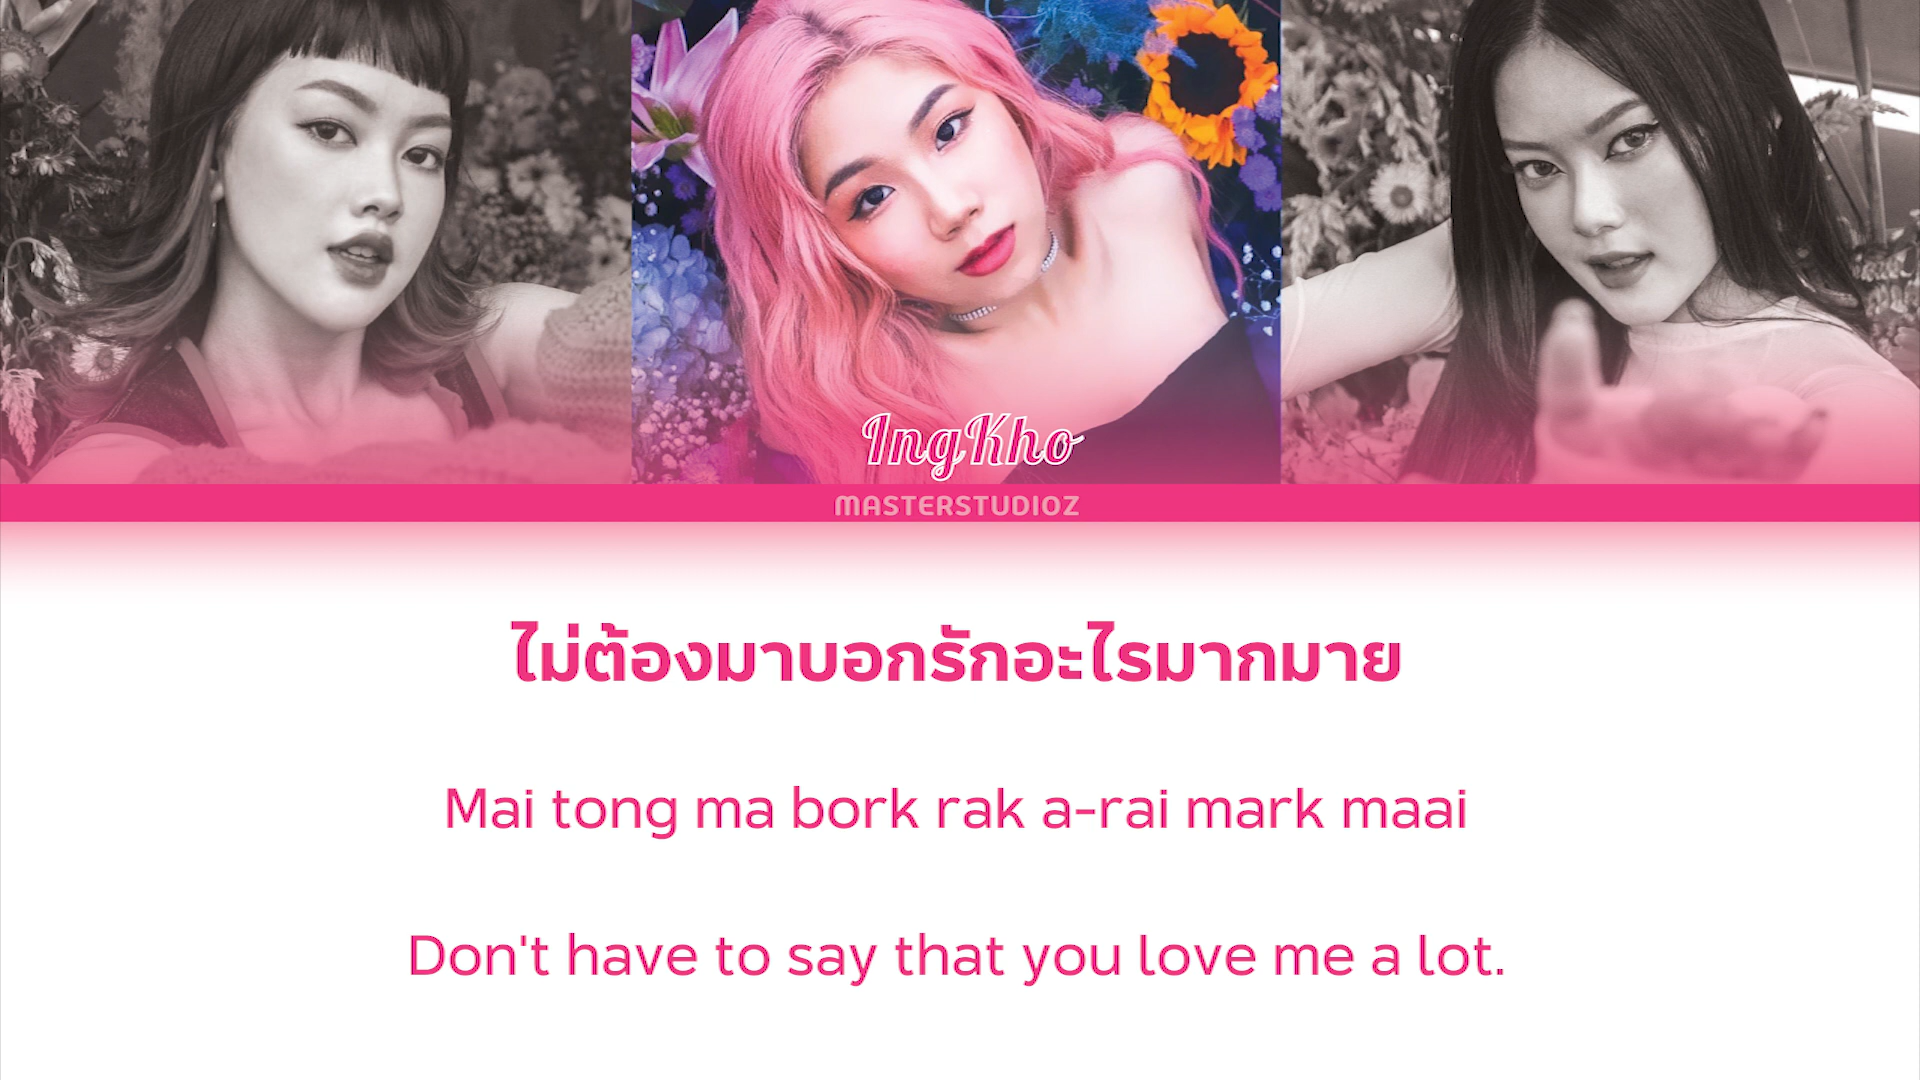 IngKho
MASTERSTUDIOZ
ไม่ต้องมาบอกรักอะไรมากมาย
Mai tong ma bork rak a-rai mark maai
Don't have to say that you love me a lot.